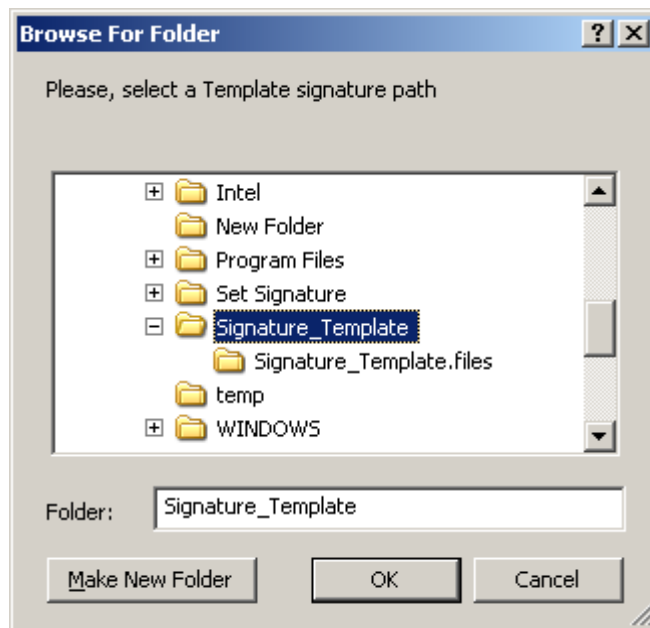 Browse For Folder
Please, select a Template signature path
Intel
New Folder
Program Files
Set Signature
Signature_Template
Signature_Template.files
temp
WINDOWS
Folder: Signature_Template
Make New Folder OK Cancel